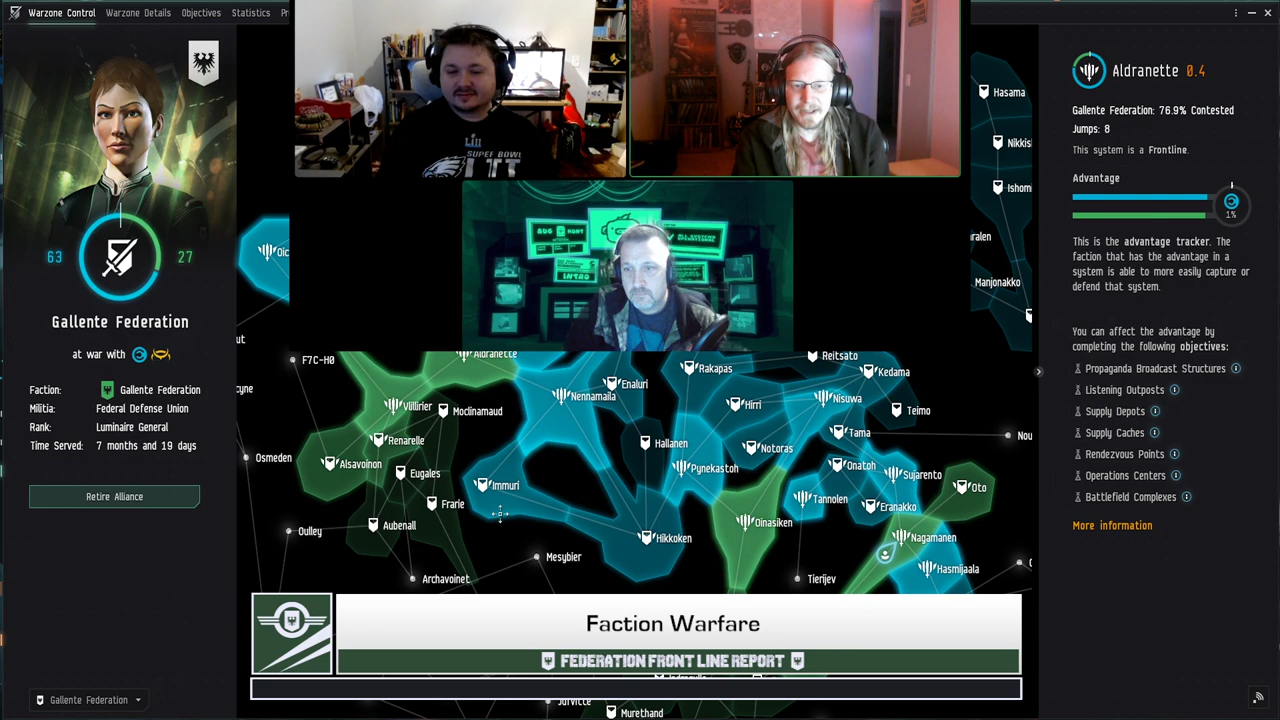 Warzone Control
Warzone Details
Objectives
Statistics
63
27
Gallente Federation
at war with
Faction:
Gallente Federation
Militia:
Federal Defense Union
Rank:
Luminaire General
Time Served:
7 months and 19 days
Retire Alliance
Gallente Federation
LII
SUPER BOWL
LII
INTRO
Hasama
Manjonakko
F7C-H0
Aldranette
Reitsato
Enaluri
Rakapas
Kedama
Nennamaila
Villirier
Moclinamaud
Hirri
Nisuwa
Teimo
Renarelle
Hallanen
Notoras
Tama
Osmeden
Alsavoinon
Eugales
Pynekastoh
Onatoh
Sujarento
Immuri
Oto
Frarie
Tannolen
Eranakko
Oulley
Aubenall
Oinasiken
Hikkoken
Nagamanen
Mesybier
Hasmijaala
Archavoinet
Tierijev
Faction Warfare
FEDERATION FRONT LINE REPORT
Murethand
Aldranette 0.4
Gallente Federation: 76.9% Contested
Jumps: 8
This system is a Frontline.
Advantage
1%
This is the advantage tracker. The
faction that has the advantage in a
system is able to more easily capture or
defend that system.
You can affect the advantage by
completing the following objectives:
Propaganda Broadcast Structures
Listening Outposts
Supply Depots
Supply Caches
Rendezvous Points
Operations Centers
Battlefield Complexes
More information